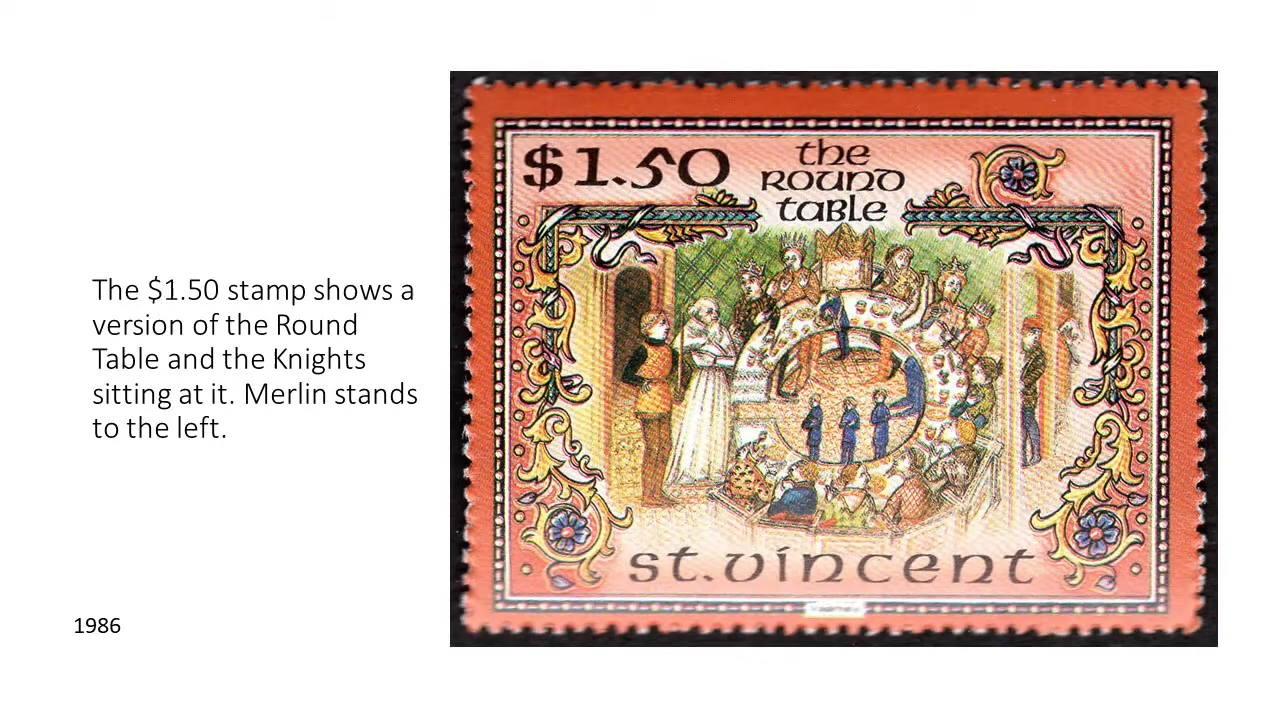 The $1.50 stamp shows a
version of the Round
Table and the Knights
sitting at it. Merlin stands
to the left.
1986
$1.50
the
Round
table
st. vincent